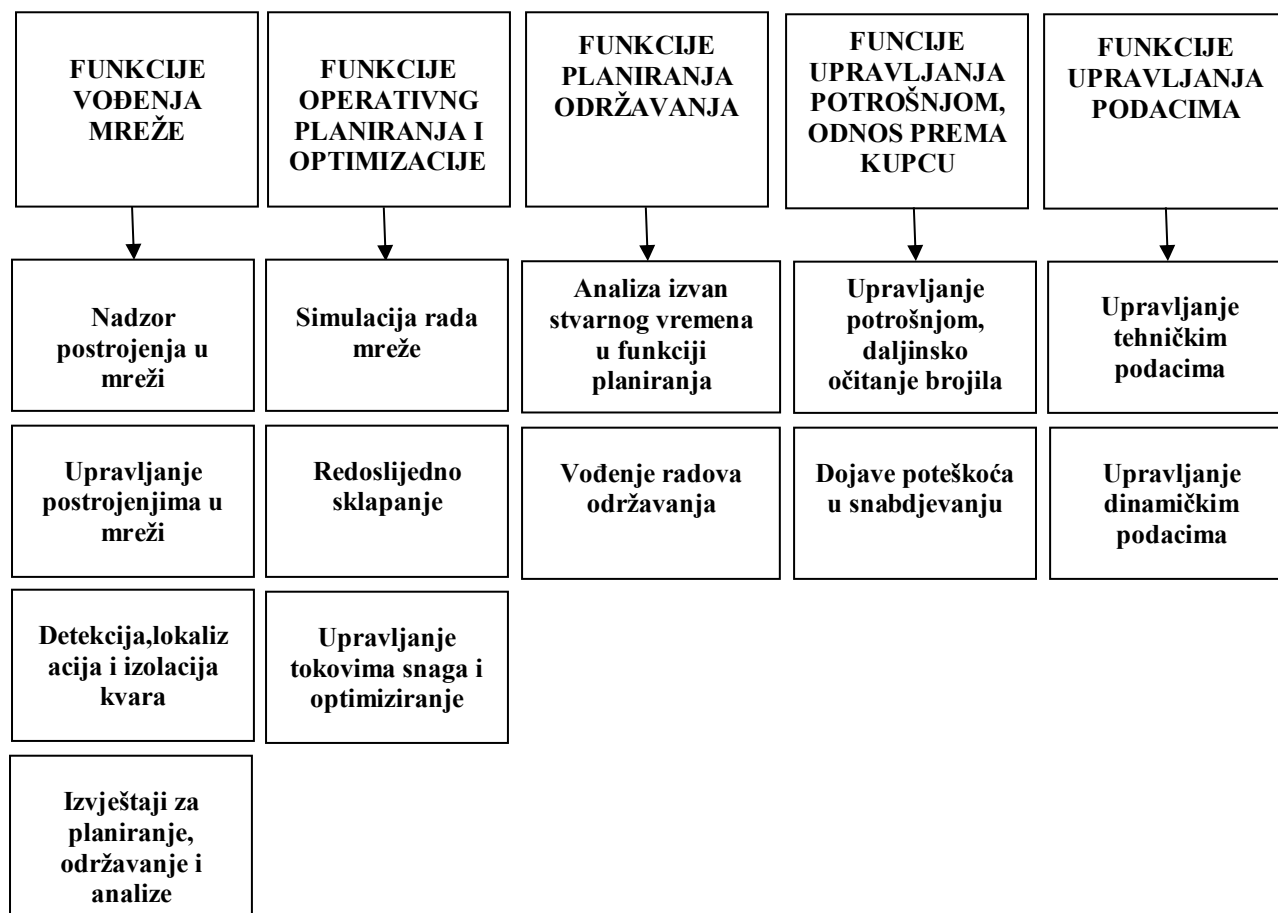 FUNKCIJE
VOĐENJA
MREŽE
FUNKCIJE
OPERATIVNG
PLANIRANJA I
OPTIMIZACIJE
FUNKCIJE
PLANIRANJA
ODRŽAVANJA
FUNCIJE
UPRAVLJANJA
POTROŠNJOM,
ODNOS PREMA
KUPCU
FUNKCIJE
UPRAVLJANJA
PODACIMA
Nadzor
postrojenja u
mreži
Simulacija rada
mreže
Analiza izvan
stvarnog vremena
u funkciji
planiranja
Upravljanje
potrošnjom,
daljinsko
očitanje brojila
Upravljanje
tehničkim
podacima
Upravljanje
postrojenjima u
mreži
Redoslijedno
sklapanje
Vođenje radova
održavanja
Dojave poteškoća
u snabdjevanju
Upravljanje
dinamičkim
podacima
Detekcija,lokaliz
acija i izolacija
kvara
Upravljanje
tokovima snaga i
optimiziranje
Izvještaji za
planiranje,
održavanje i
analize